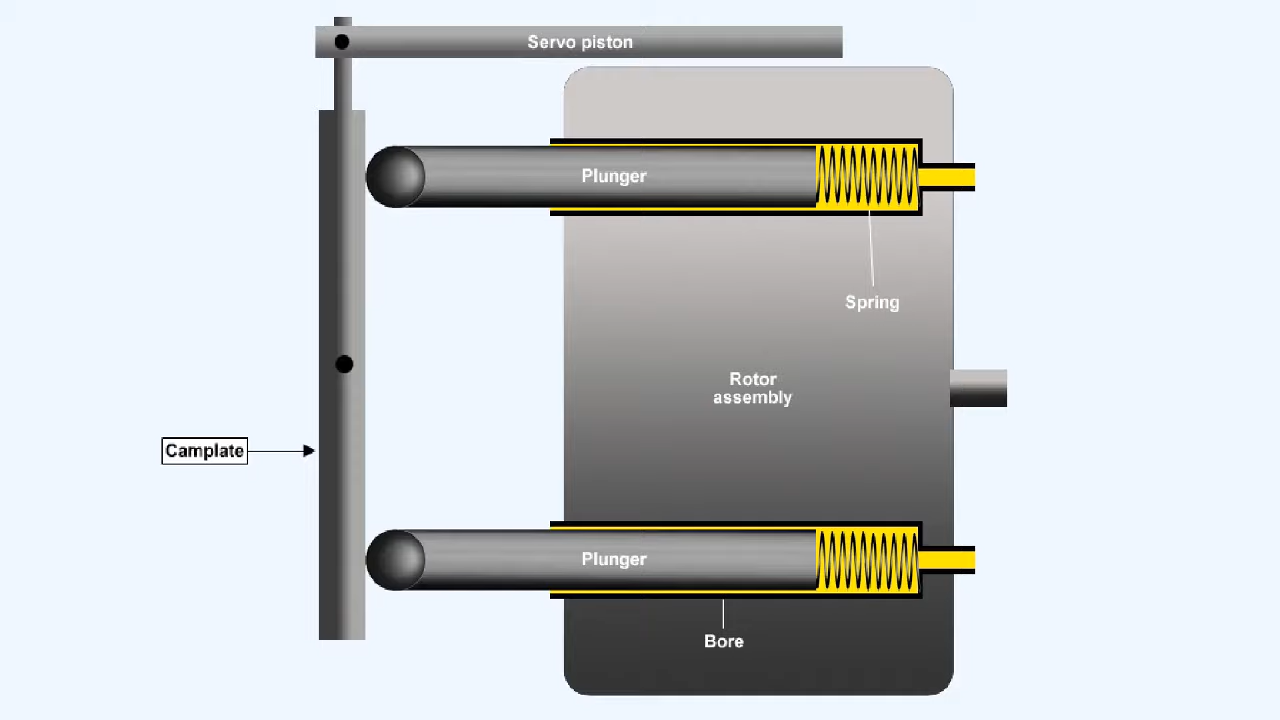 Servo piston
Plunger
Spring
Rotor
assembly
Camplate
Plunger
Bore